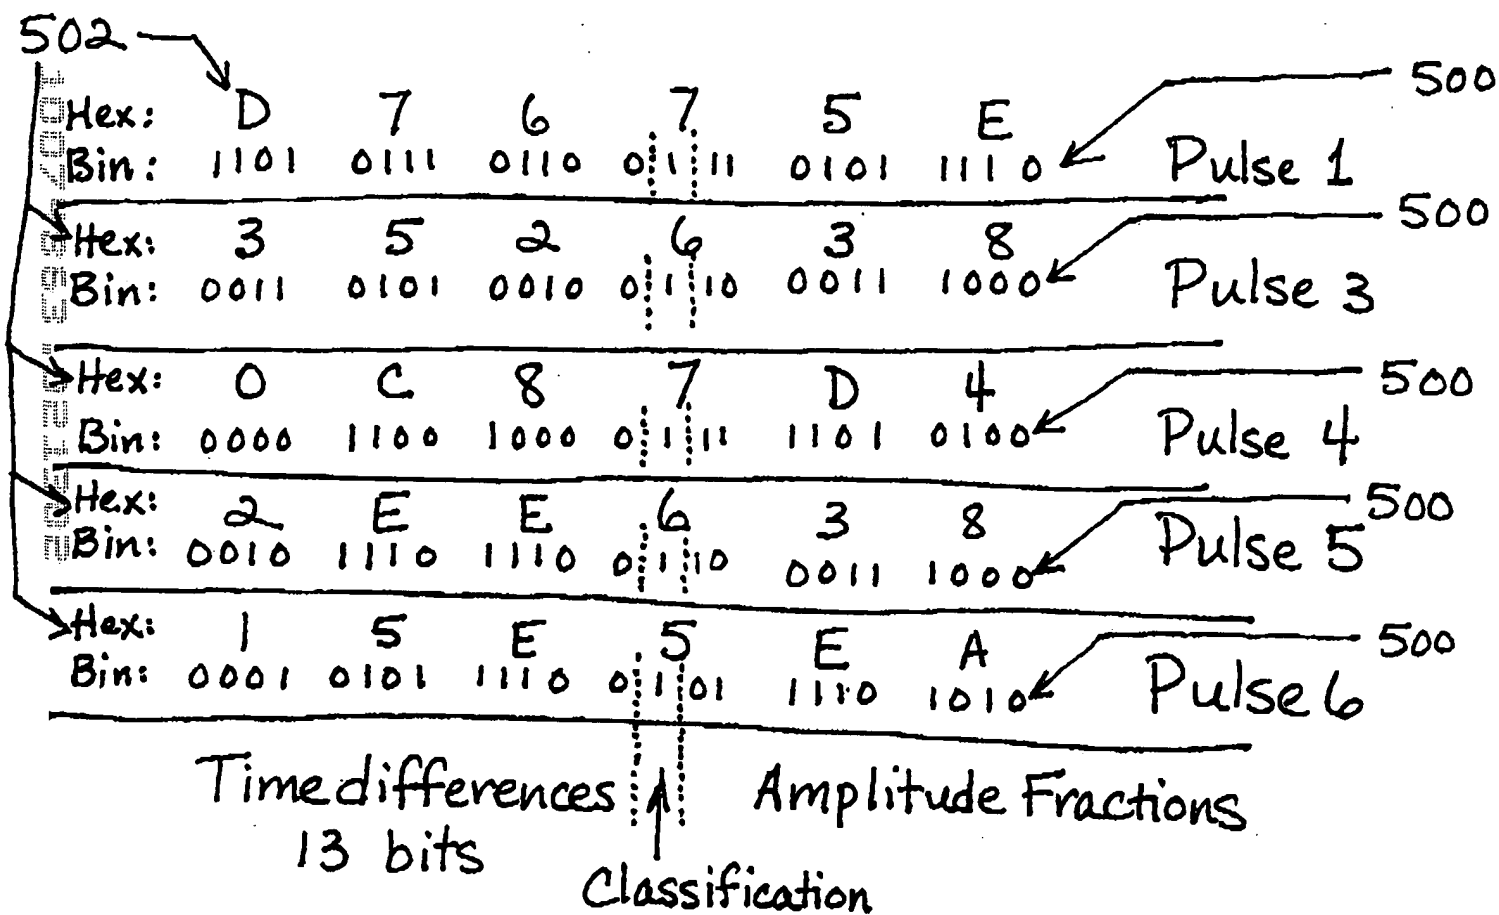 502
500
Hex: D 7 6 7 5 E
Bin: 1101 0111 0110 0111 0101 1110 Pulse 1
500
Hex: 3 5 2 6 3 8
Bin: 0011 0101 0010 0110 0011 1000 Pulse 3
500
Hex: 0 C 8 7 D 4
Bin: 0000 1100 1000 0111 1101 0100 Pulse 4
500
Hex: 2 E E 6 3 8
Bin: 0010 1110 1110 0110 0011 1000 Pulse 5
500
Hex: 1 5 E 5 E A
Bin: 0001 0101 1110 0101 1110 1010 Pulse 6
Time differences Amplitude Fractions
13 bits
Classification